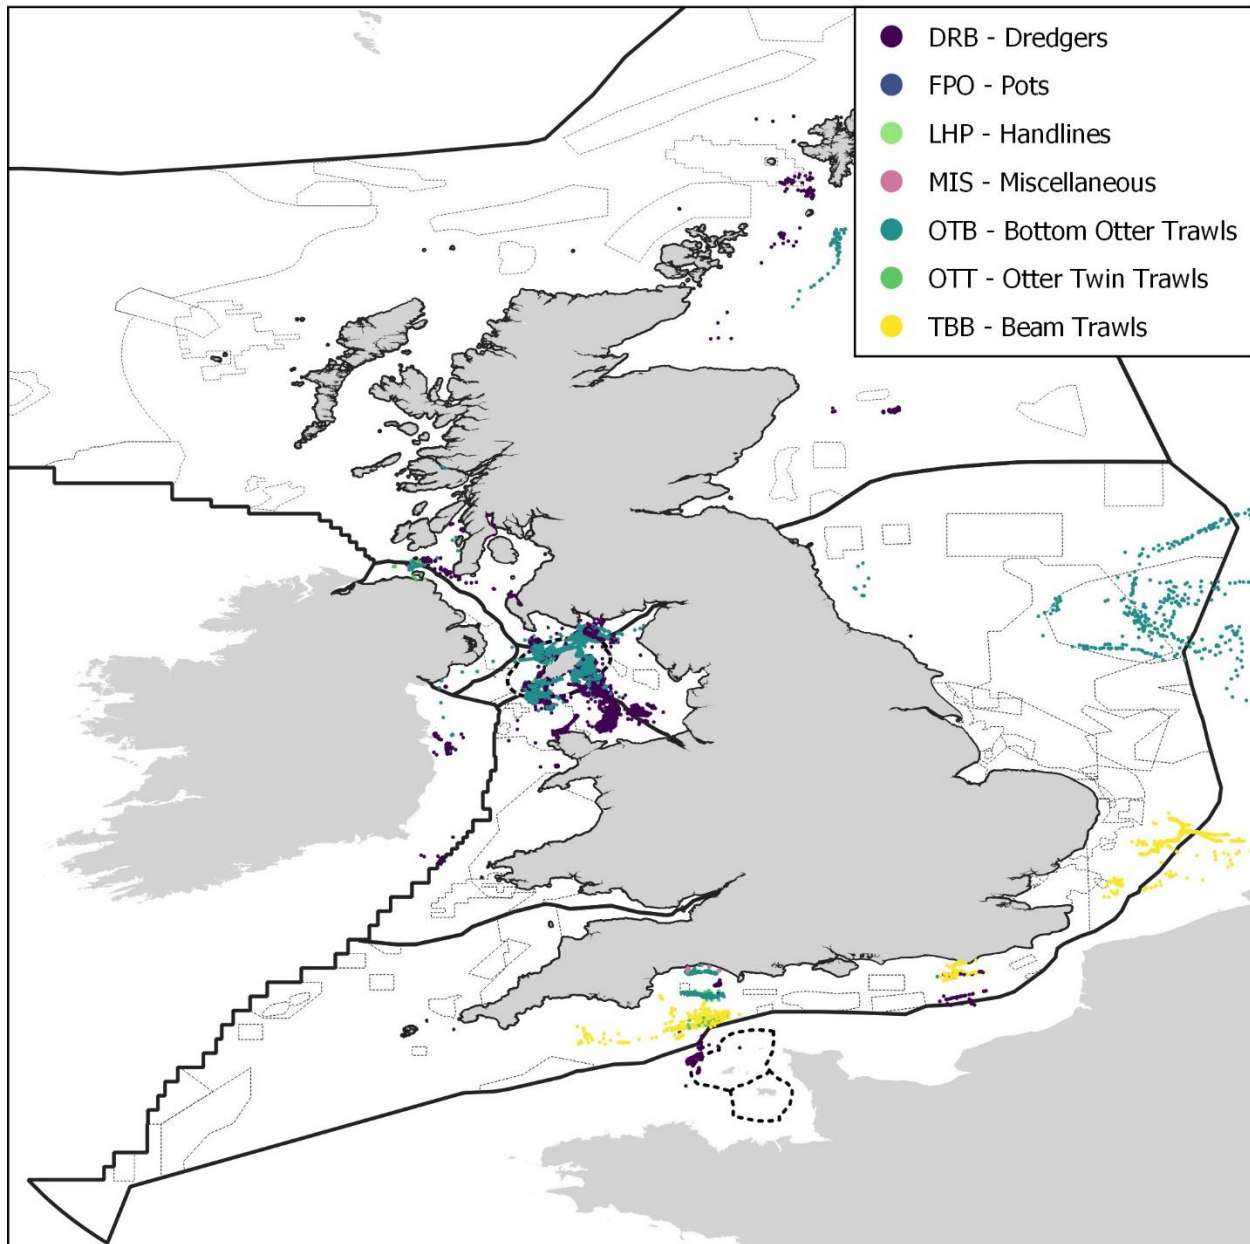 DRB - Dredgers
FPO - Pots
LHP - Handlines
MIS - Miscellaneous
OTB - Bottom Otter Trawls
OTT - Otter Twin Trawls
TBB - Beam Trawls